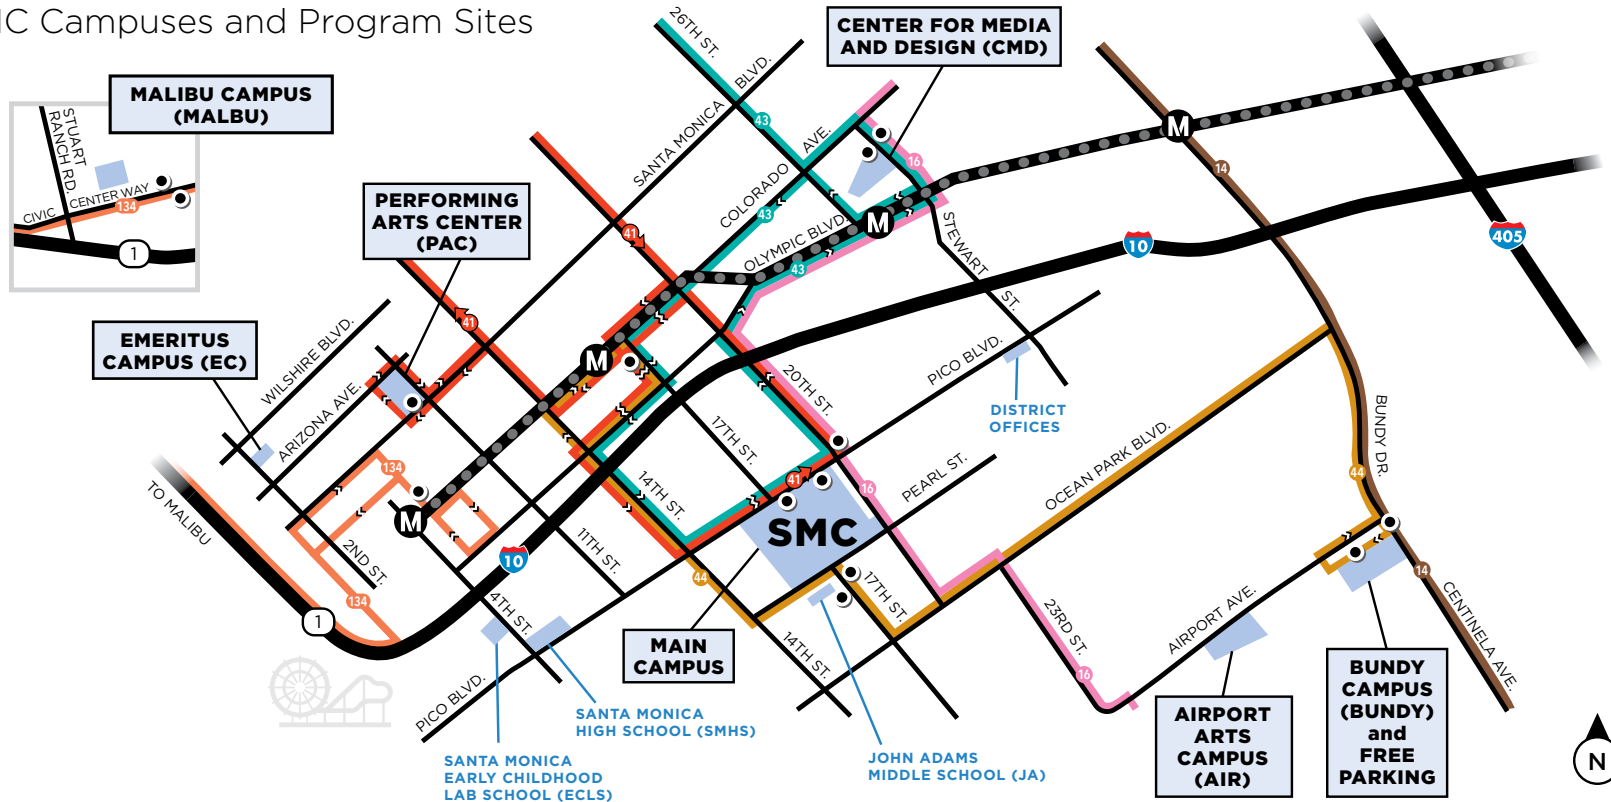 IC Campuses and Program Sites
MALIBU CAMPUS
(MALBU)
STUART
RANCH RD.
CIVIC CENTER WAY
134
1
26TH ST.
SANTA MONICA BLVD.
CENTER FOR MEDIA
AND DESIGN (CMD)
43
COLORADO AVE.
43
16
M
14
PERFORMING
ARTS CENTER
(PAC)
41
OLYMPIC BLVD.
43
M
STEWART ST.
10
405
EMERITUS
CAMPUS (EC)
WILSHIRE BLVD.
ARIZONA AVE.
41
M
20TH ST.
PICO BLVD.
DISTRICT
OFFICES
BUNDY DR.
17TH ST.
134
TO MALIBU
M
2ND ST.
134
1
10
4TH ST.
11TH ST.
14TH ST.
41
SMC
16
PEARL ST.
OCEAN PARK BLVD.
44
44
17TH ST.
14TH ST.
23RD ST.
16
AIRPORT AVE.
14
CENTINELA AVE.
PICO BLVD.
MAIN
CAMPUS
SANTA MONICA
HIGH SCHOOL (SMHS)
SANTA MONICA
EARLY CHILDHOOD
LAB SCHOOL (ECLS)
JOHN ADAMS
MIDDLE SCHOOL (JA)
AIRPORT
ARTS
CAMPUS
(AIR)
BUNDY
CAMPUS
(BUNDY)
and
FREE
PARKING
N